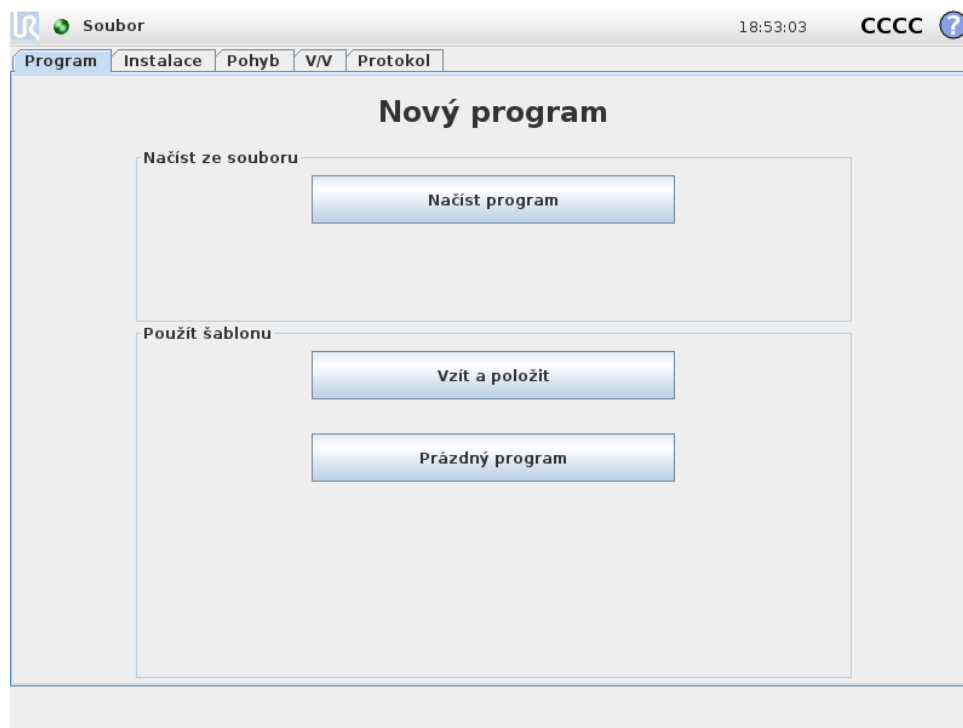 UR Soubor 18:53:03 CCCC ?
Program Instalace Pohyb V/V Protokol
Nový program
Načíst ze souboru
Načíst program
Použít šablonu
Vzít a položit
Prázdný program